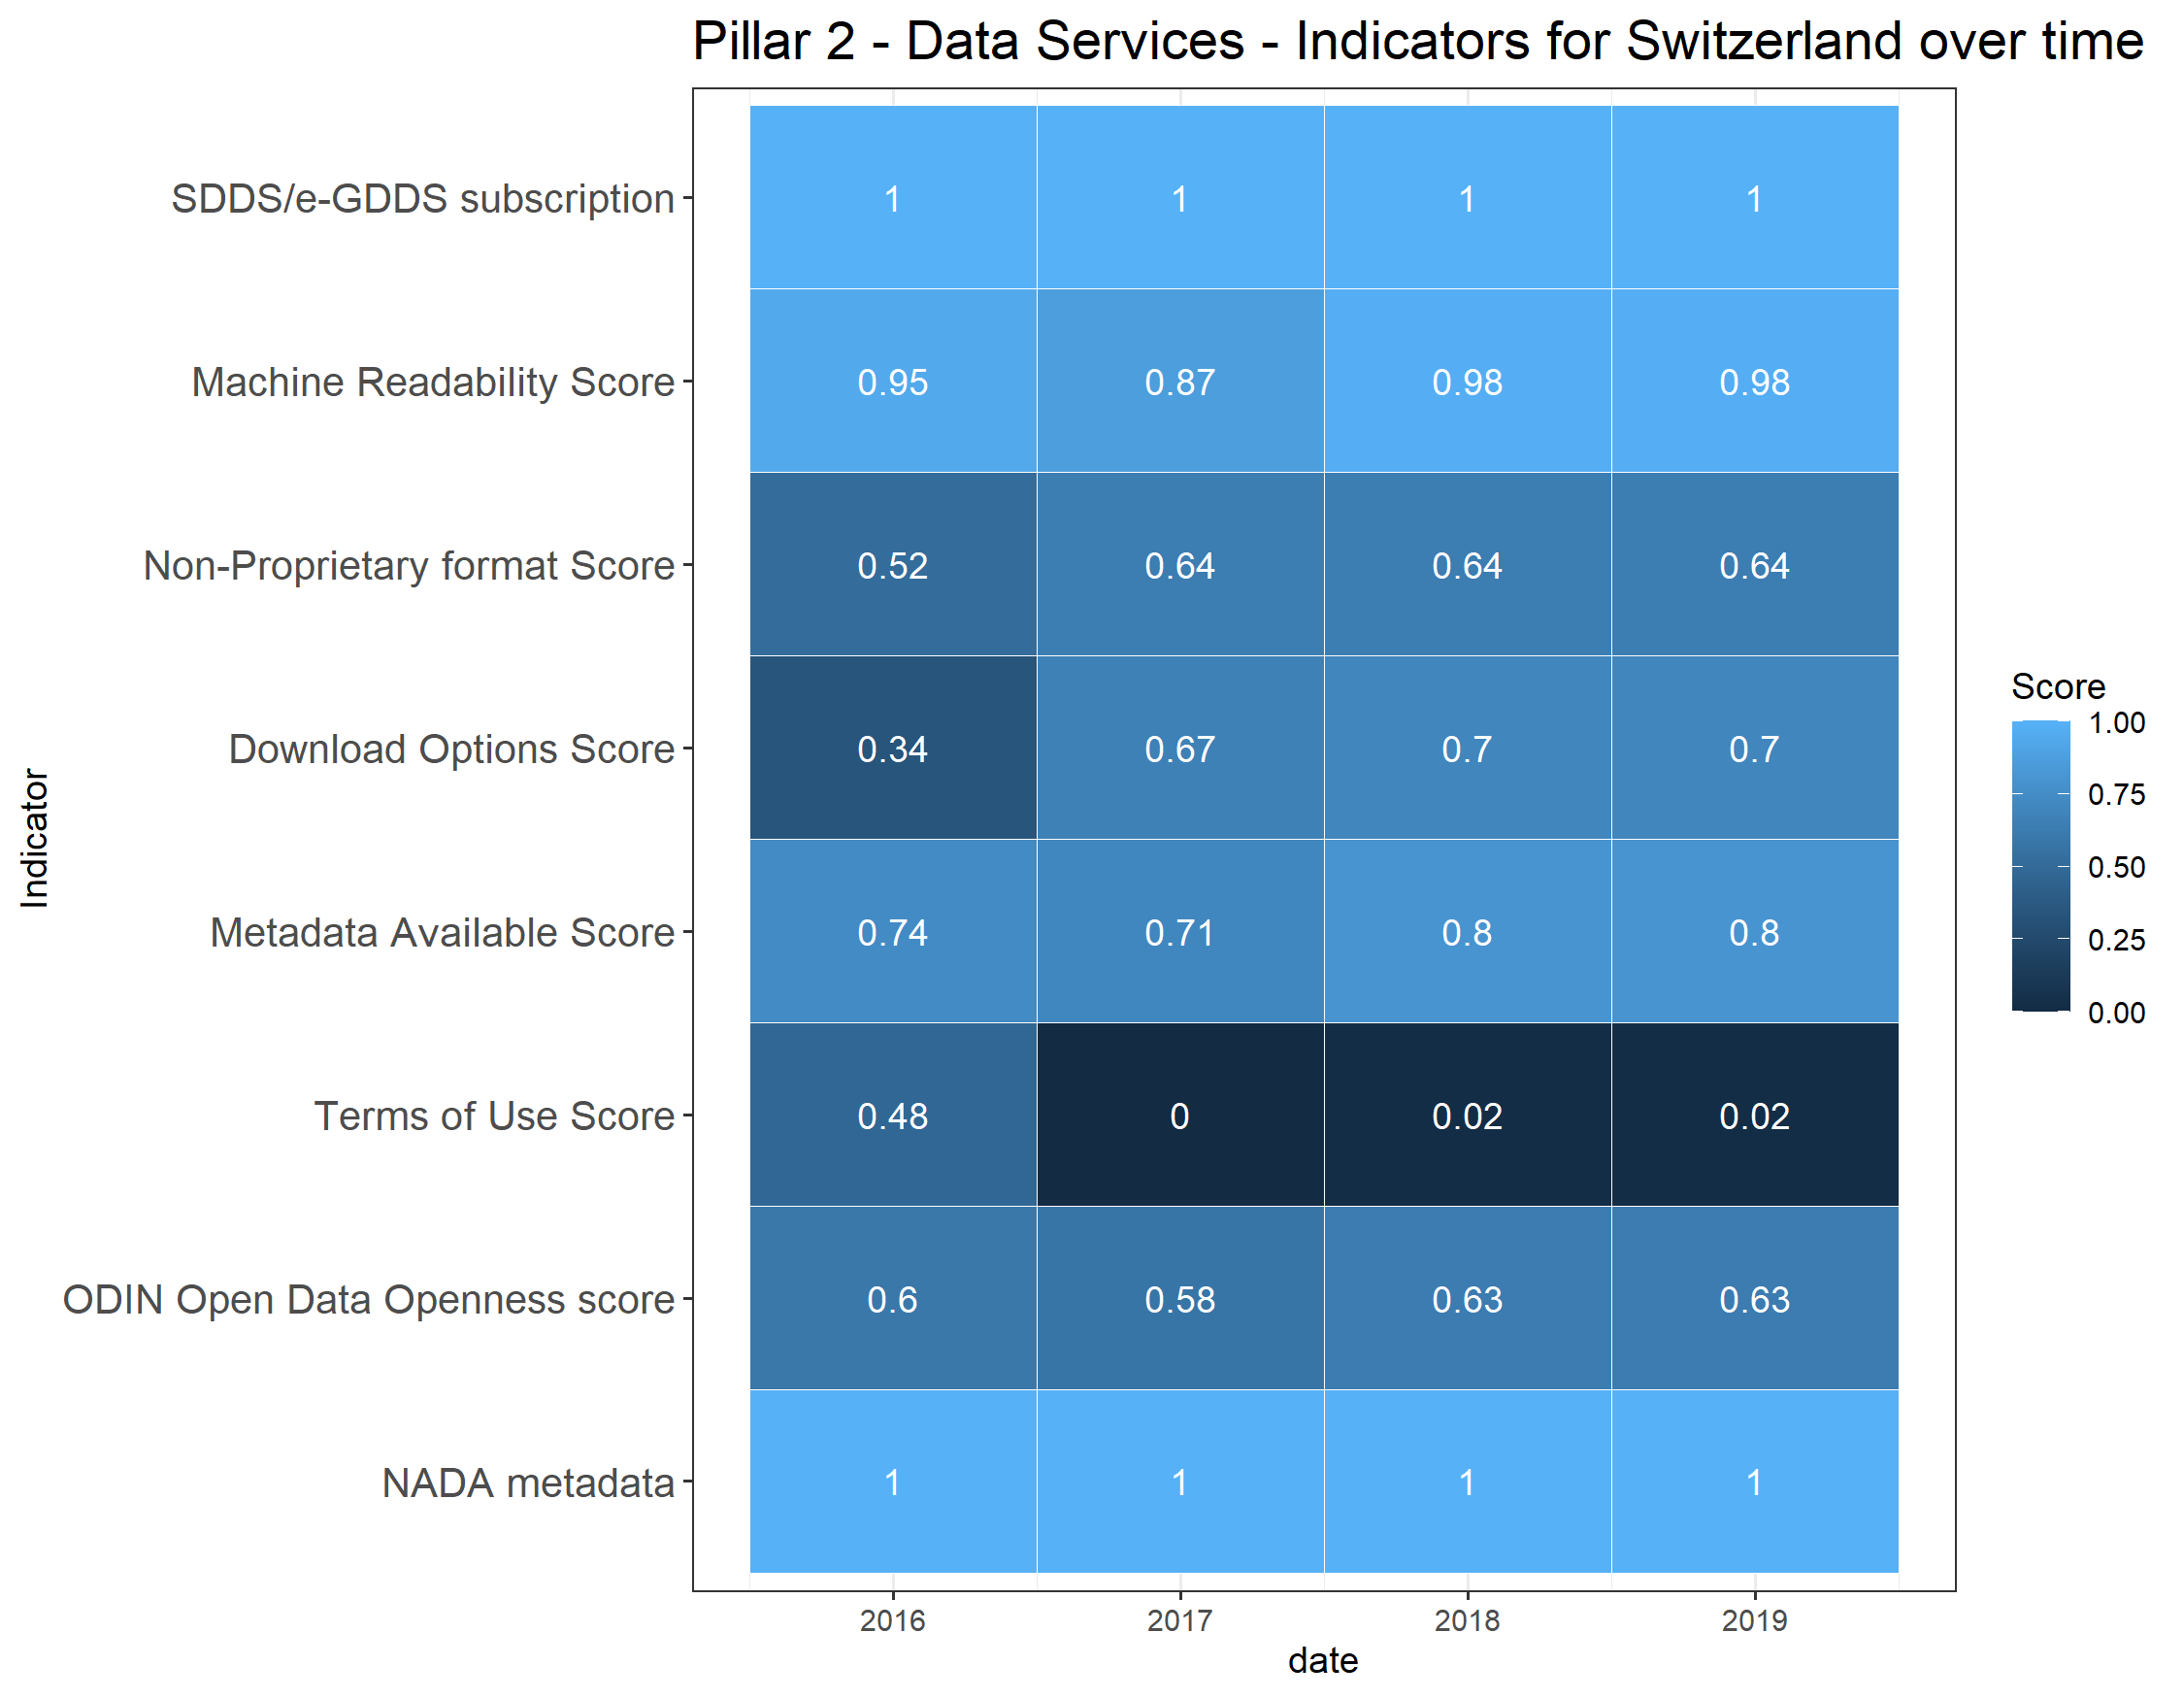 Pillar 2 - Data Services - Indicators for Switzerland over time
Indicator
SDDS/e-GDDS subscription 1 1 1 1
Machine Readability Score 0.95 0.87 0.98 0.98
Non-Proprietary format Score 0.52 0.64 0.64 0.64
Download Options Score 0.34 0.67 0.7 0.7
Metadata Available Score 0.74 0.71 0.8 0.8
Terms of Use Score 0.48 0 0.02 0.02
ODIN Open Data Openness score 0.6 0.58 0.63 0.63
NADA metadata 1 1 1 1
2016 2017 2018 2019
date
Score
1.00
0.75
0.50
0.25
0.00